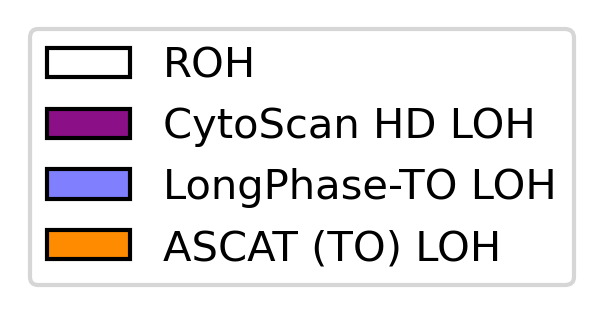 ROH
CytoScan HD LOH
LongPhase-TO LOH
ASCAT (TO) LOH